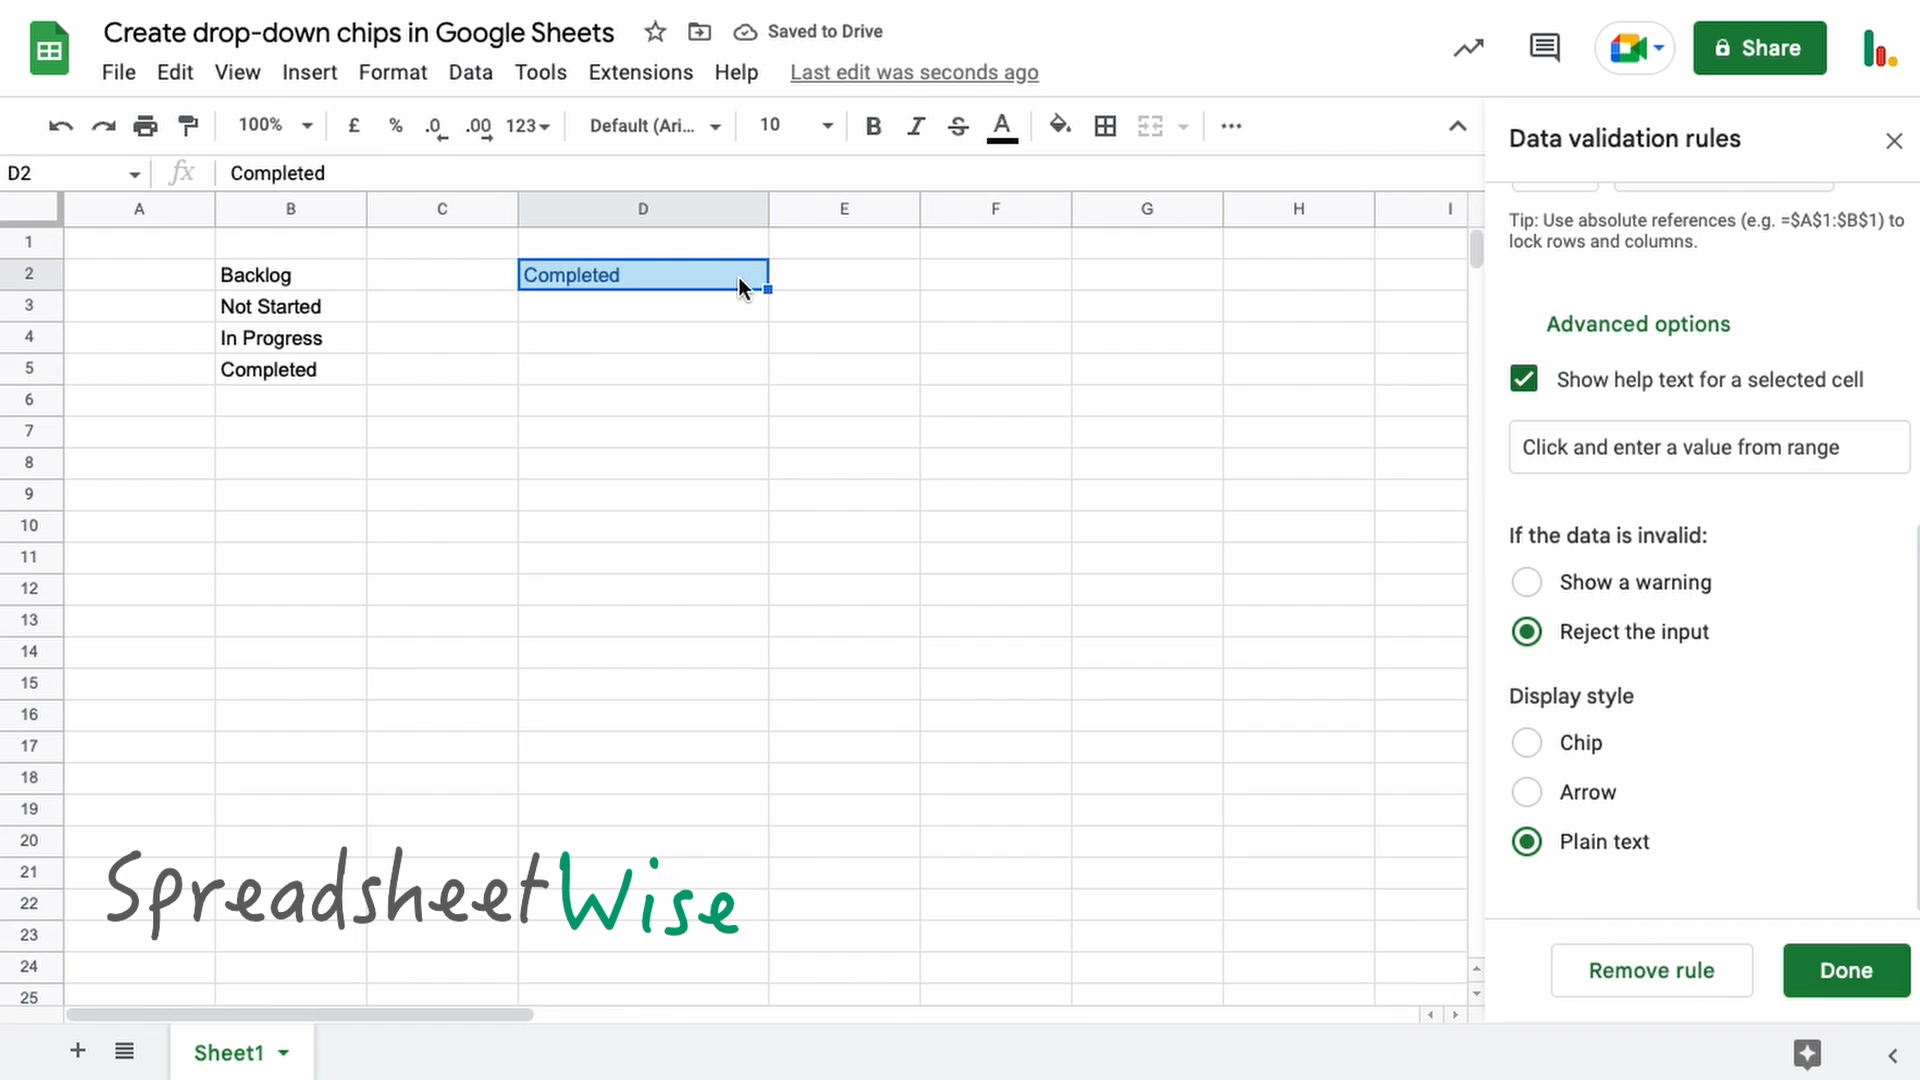 Create drop-down chips in Google Sheets
Saved to Drive
Share
File Edit View Insert Format Data Tools Extensions Help Last edit was seconds ago
100% £ % .0 .00 123 Default (Ari... 10 B I S A
D2 fx Completed
A B C D E F G H I
1
2 Backlog Completed
3 Not Started
4 In Progress
5 Completed
6
7
8
9
10
11
12
13
14
15
16
17
18
19
20
21
22
23
24
25
SpreadsheetWise
Sheet1
Data validation rules
Tip: Use absolute references (e.g. =$A$1:$B$1) to
lock rows and columns.
Advanced options
Show help text for a selected cell
Click and enter a value from range
If the data is invalid:
Show a warning
Reject the input
Display style
Chip
Arrow
Plain text
Remove rule
Done